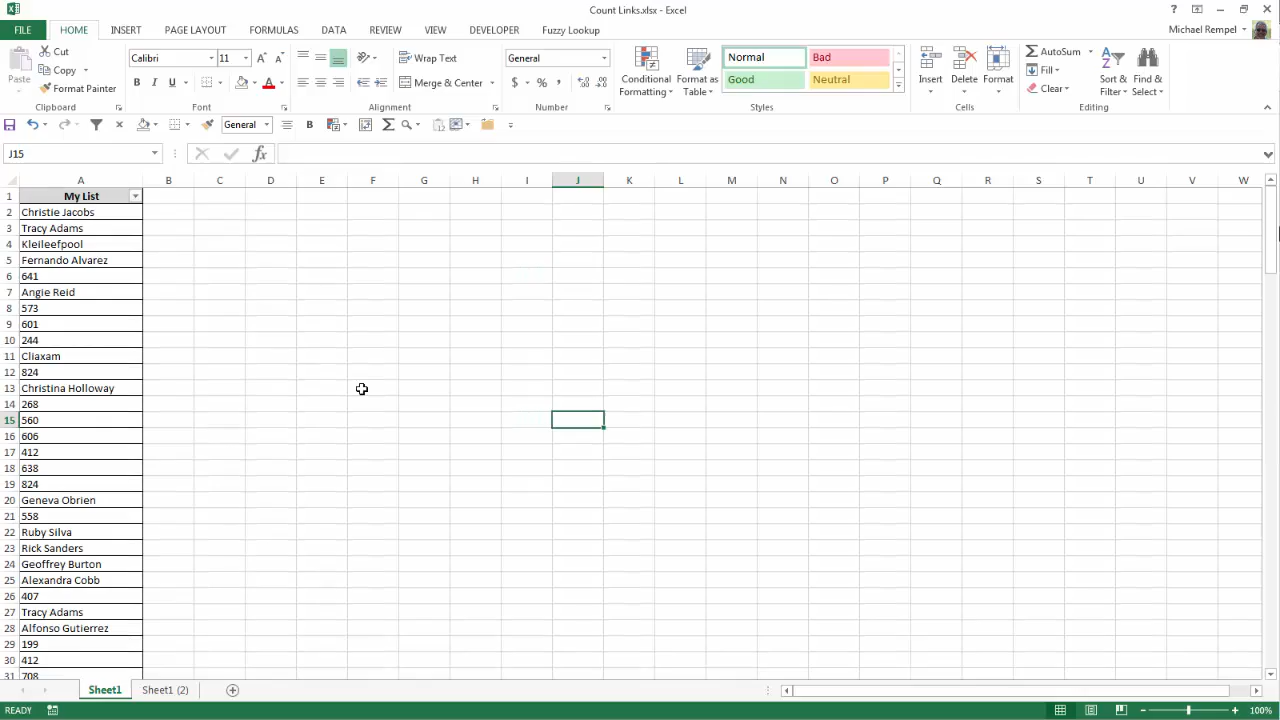 Count Links.xlsx - Excel
FILE HOME INSERT PAGE LAYOUT FORMULAS DATA REVIEW VIEW DEVELOPER Fuzzy Lookup Michael Rempel
Paste
Cut
Copy
Format Painter
Clipboard
Calibri 11
B I U
Font
Wrap Text
Merge & Center
Alignment
General
$ % ,
Number
Conditional Formatting
Format as Table
Normal Bad
Good Neutral
Styles
Insert Delete Format
Cells
AutoSum
Fill
Clear
Sort & Filter
Find & Select
Editing
General B
J15 fx
A B C D E F G H I J K L M N O P Q R S T U V W
1 My List
2 Christie Jacobs
3 Tracy Adams
4 Kleileefpool
5 Fernando Alvarez
6 641
7 Angie Reid
8 573
9 601
10 244
11 Cliaxam
12 824
13 Christina Holloway
14 268
15 560
16 606
17 412
18 638
19 824
20 Geneva Obrien
21 558
22 Ruby Silva
23 Rick Sanders
24 Geoffrey Burton
25 Alexandra Cobb
26 407
27 Tracy Adams
28 Alfonso Gutierrez
29 199
30 412
31 708
Sheet1 Sheet1 (2)
READY 100%